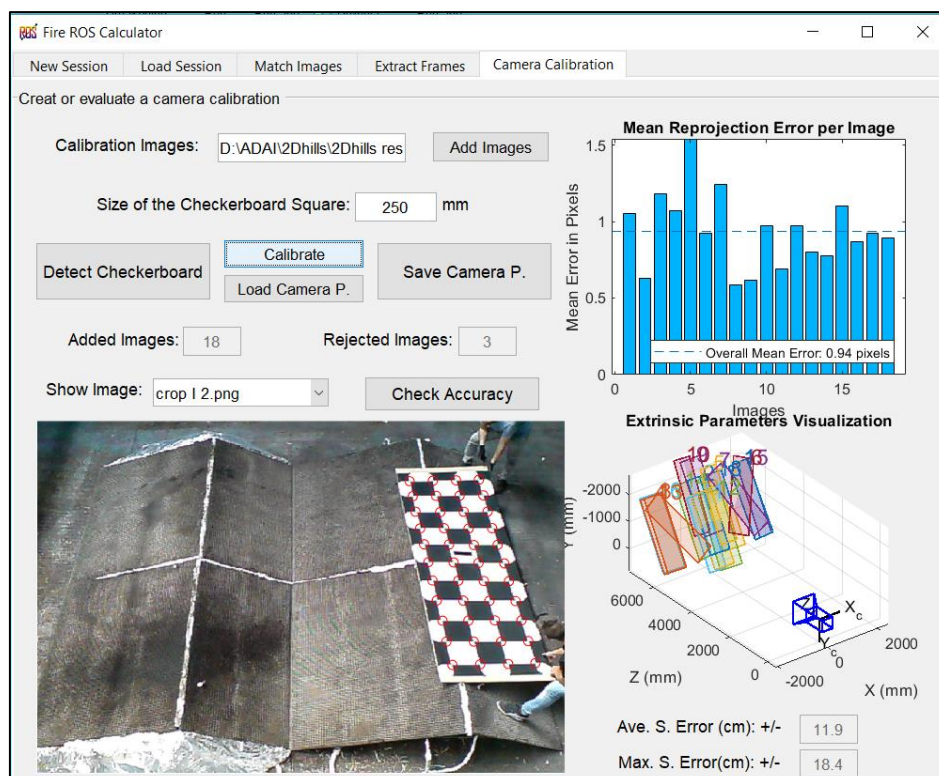 Fire ROS Calculator
New Session Load Session Match Images Extract Frames Camera Calibration
Creat or evaluate a camera calibration
Calibration Images: D:\ADAI\2Dhills\2Dhills res Add Images
Size of the Checkerboard Square: 250 mm
Detect Checkerboard Calibrate Save Camera P.
Load Camera P.
Added Images: 18 Rejected Images: 3
Show Image: crop I 2.png Check Accuracy
Mean Reprojection Error per Image
Mean Error in Pixels
1.5
1
0.5
0
Overall Mean Error: 0.94 pixels
0 5 10 15
Images
Extrinsic Parameters Visualization
Y (mm)
-2000
-1000
0
6000
4000
2000
0
Z (mm)
-2000
0
2000
X (mm)
Xc
Yc
Ave. S. Error (cm): +/- 11.9
Max. S. Error(cm): +/- 18.4